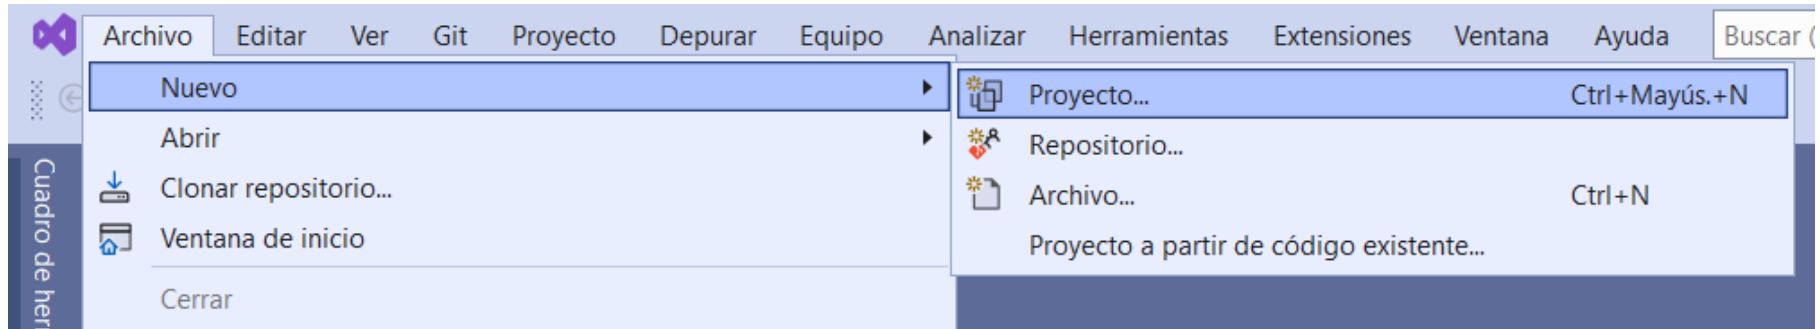 Archivo Editar Ver Git Proyecto Depurar Equipo Analizar Herramientas Extensiones Ventana Ayuda Buscar (
Nuevo
Abrir
Clonar repositorio...
Ventana de inicio
Cerrar
Proyecto... Ctrl+Mayús.+N
Repositorio...
Archivo... Ctrl+N
Proyecto a partir de código existente...
Cuadro de her